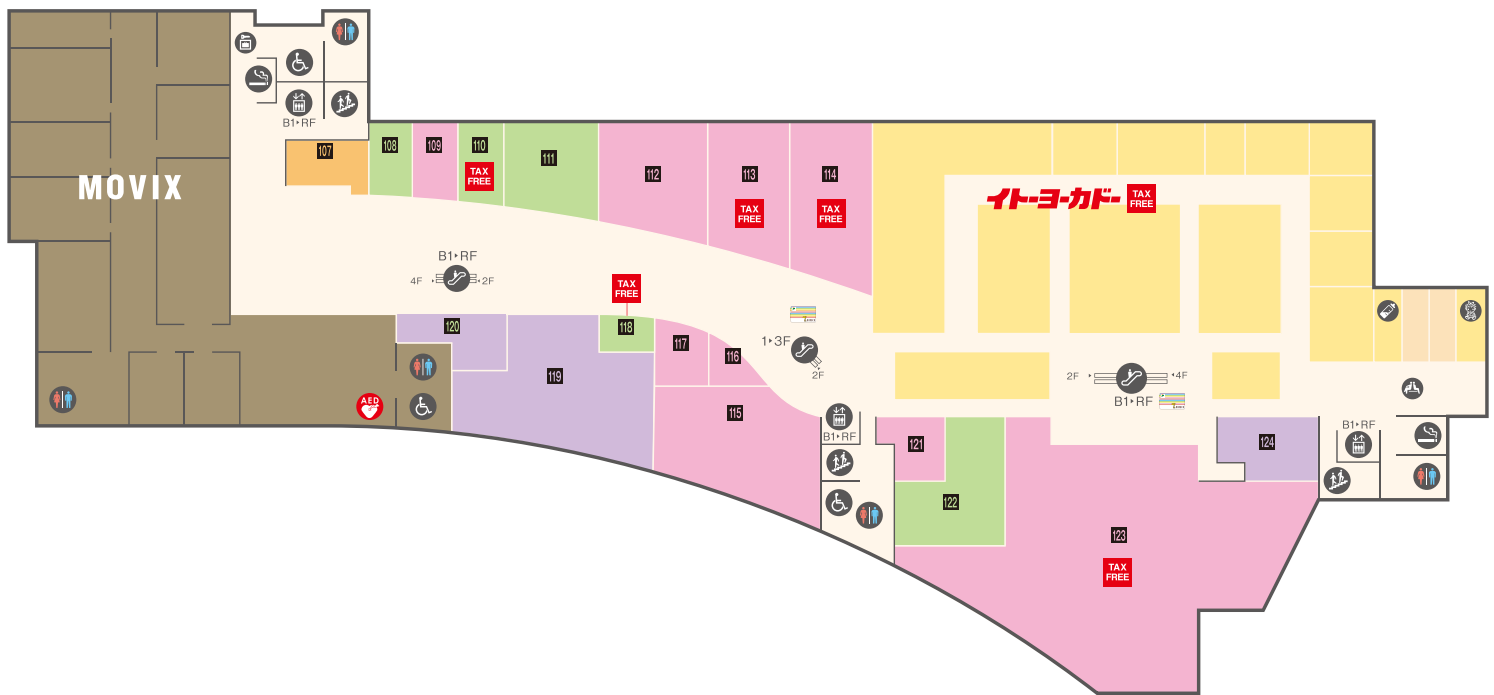 B1▸RF
107
108
109
110
TAX
FREE
111
112
113
TAX
FREE
114
TAX
FREE
MOVIX
イトーヨーカドー
TAX
FREE
B1▸RF
4F
2F
TAX
FREE
118
120
119
117
116
115
1▸3F
2F
AED
B1▸RF
2F
4F
B1▸RF
121
122
123
TAX
FREE
124
B1▸RF